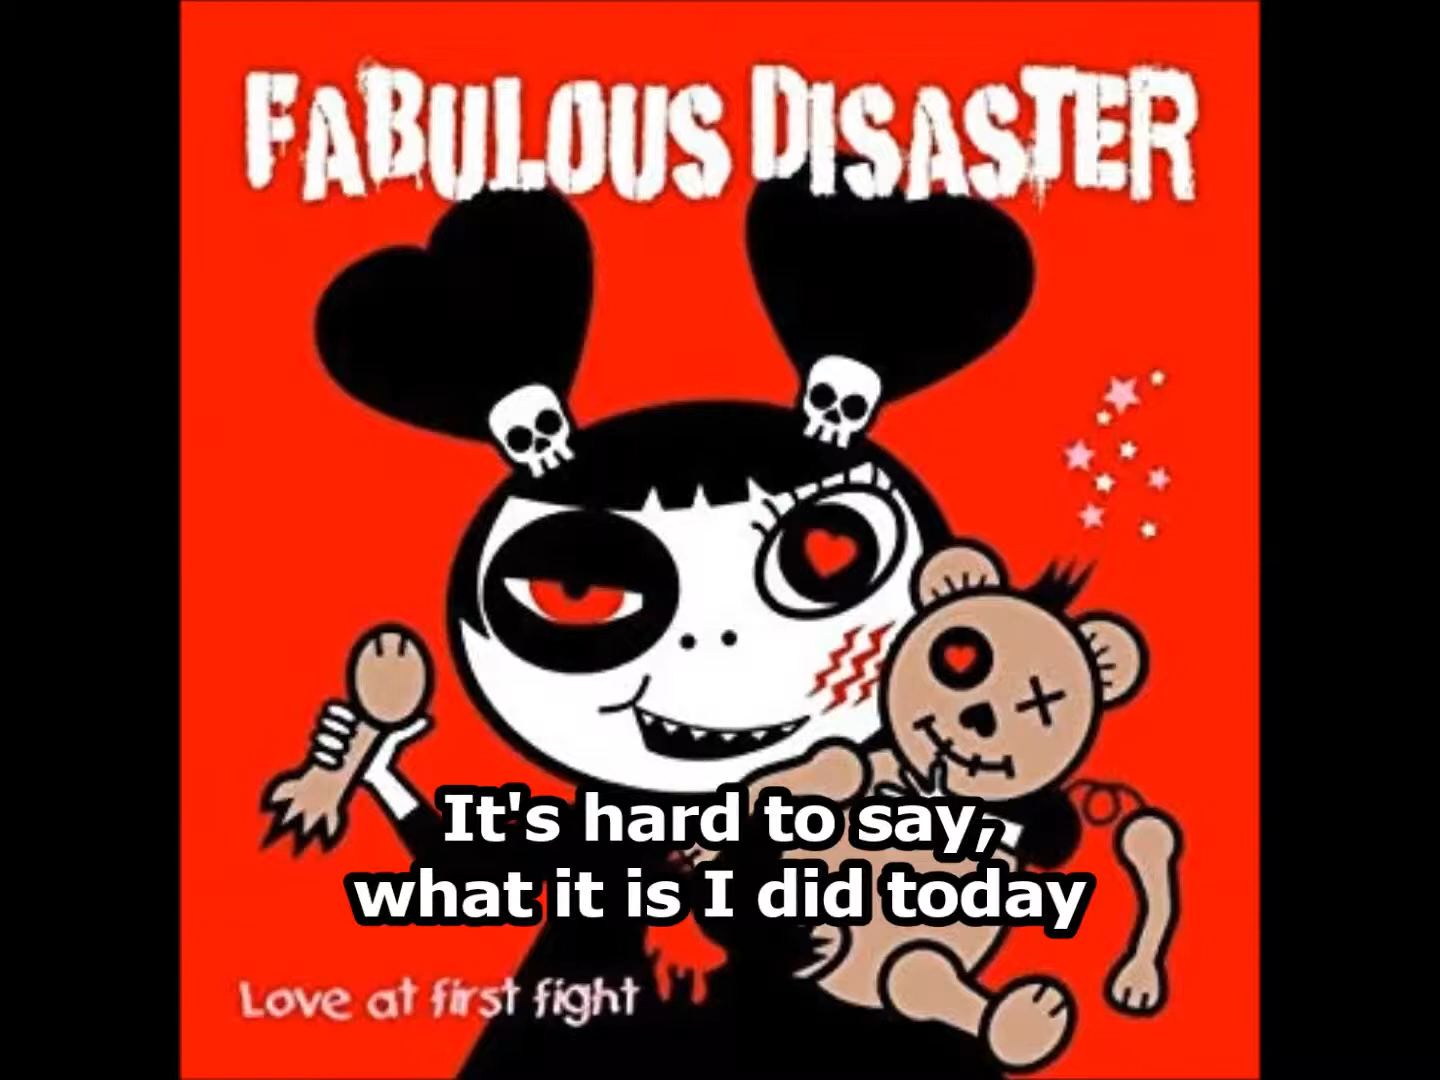 FABULOUS DISASTER
It's hard to say,
what it is I did today
Love at first fight